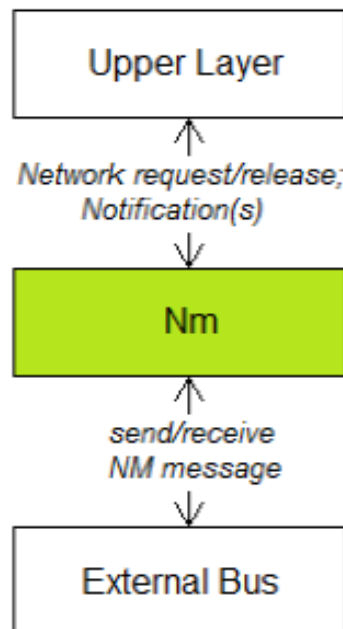 Upper Layer
Network request/release;
Notification(s)
Nm
send/receive
NM message
External Bus